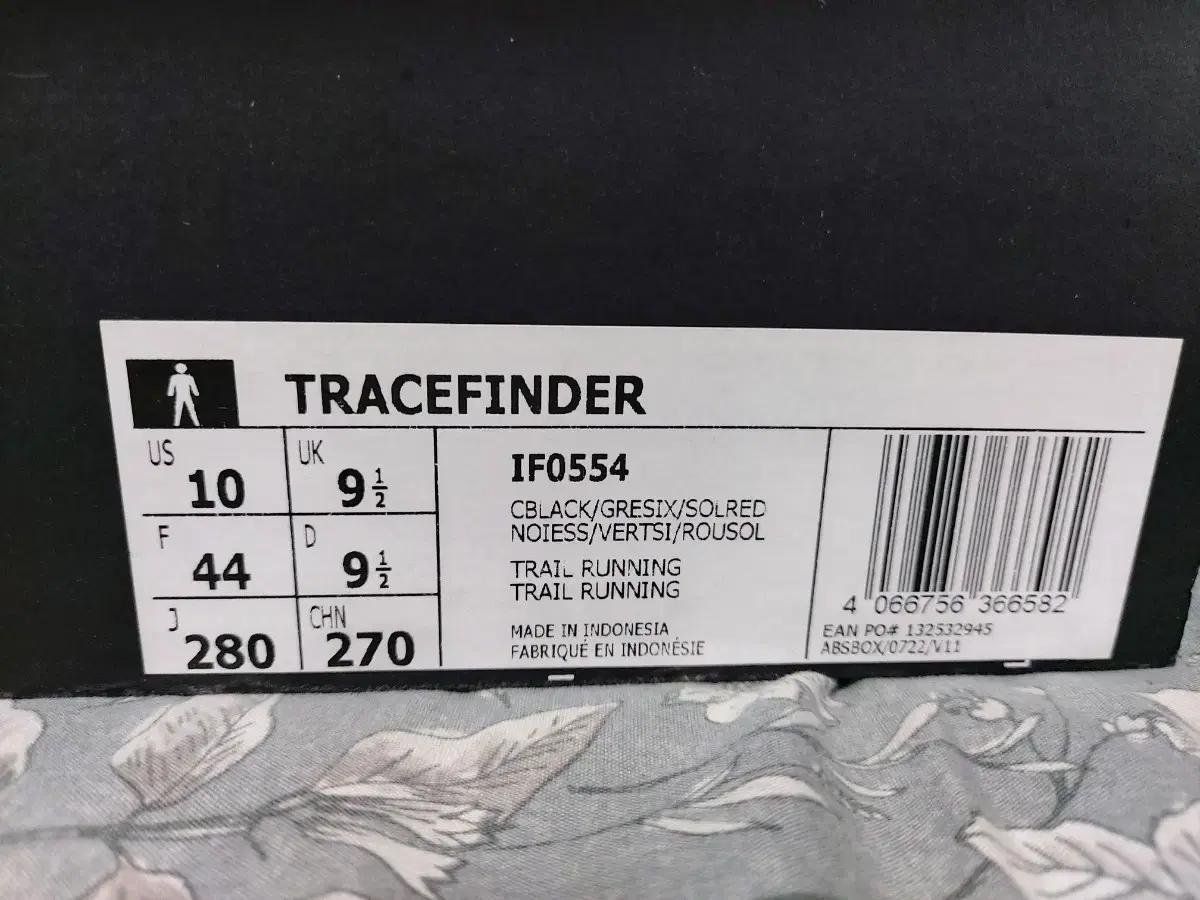 TRACEFINDER
US 10 UK 9 1/2
F 44 D 9 1/2
J 280 CHN 270
IF0554
CBLACK/GRESIX/SOLRED
NOIESS/VERTSI/ROUSOL
TRAIL RUNNING
TRAIL RUNNING
MADE IN INDONESIA
FABRIQUÉ EN INDONÉSIE
4 066756 366582
EAN PO# 132532945
ABSBOX/0722/V11